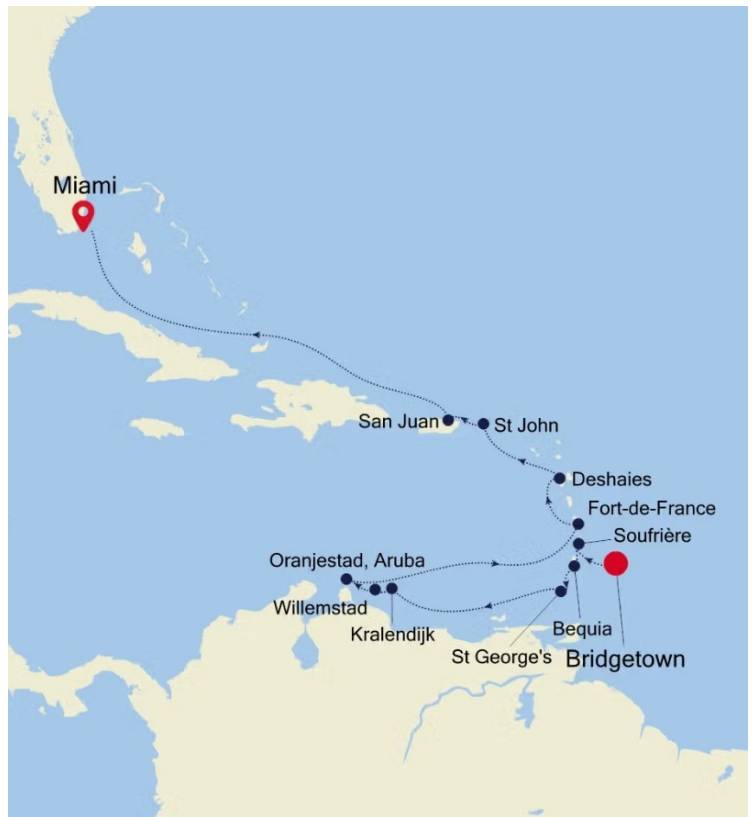 Miami
San Juan
St John
Deshaies
Fort-de-France
Soufrière
Oranjestad, Aruba
Willemstad
Kralendijk
Bequia
St George's
Bridgetown